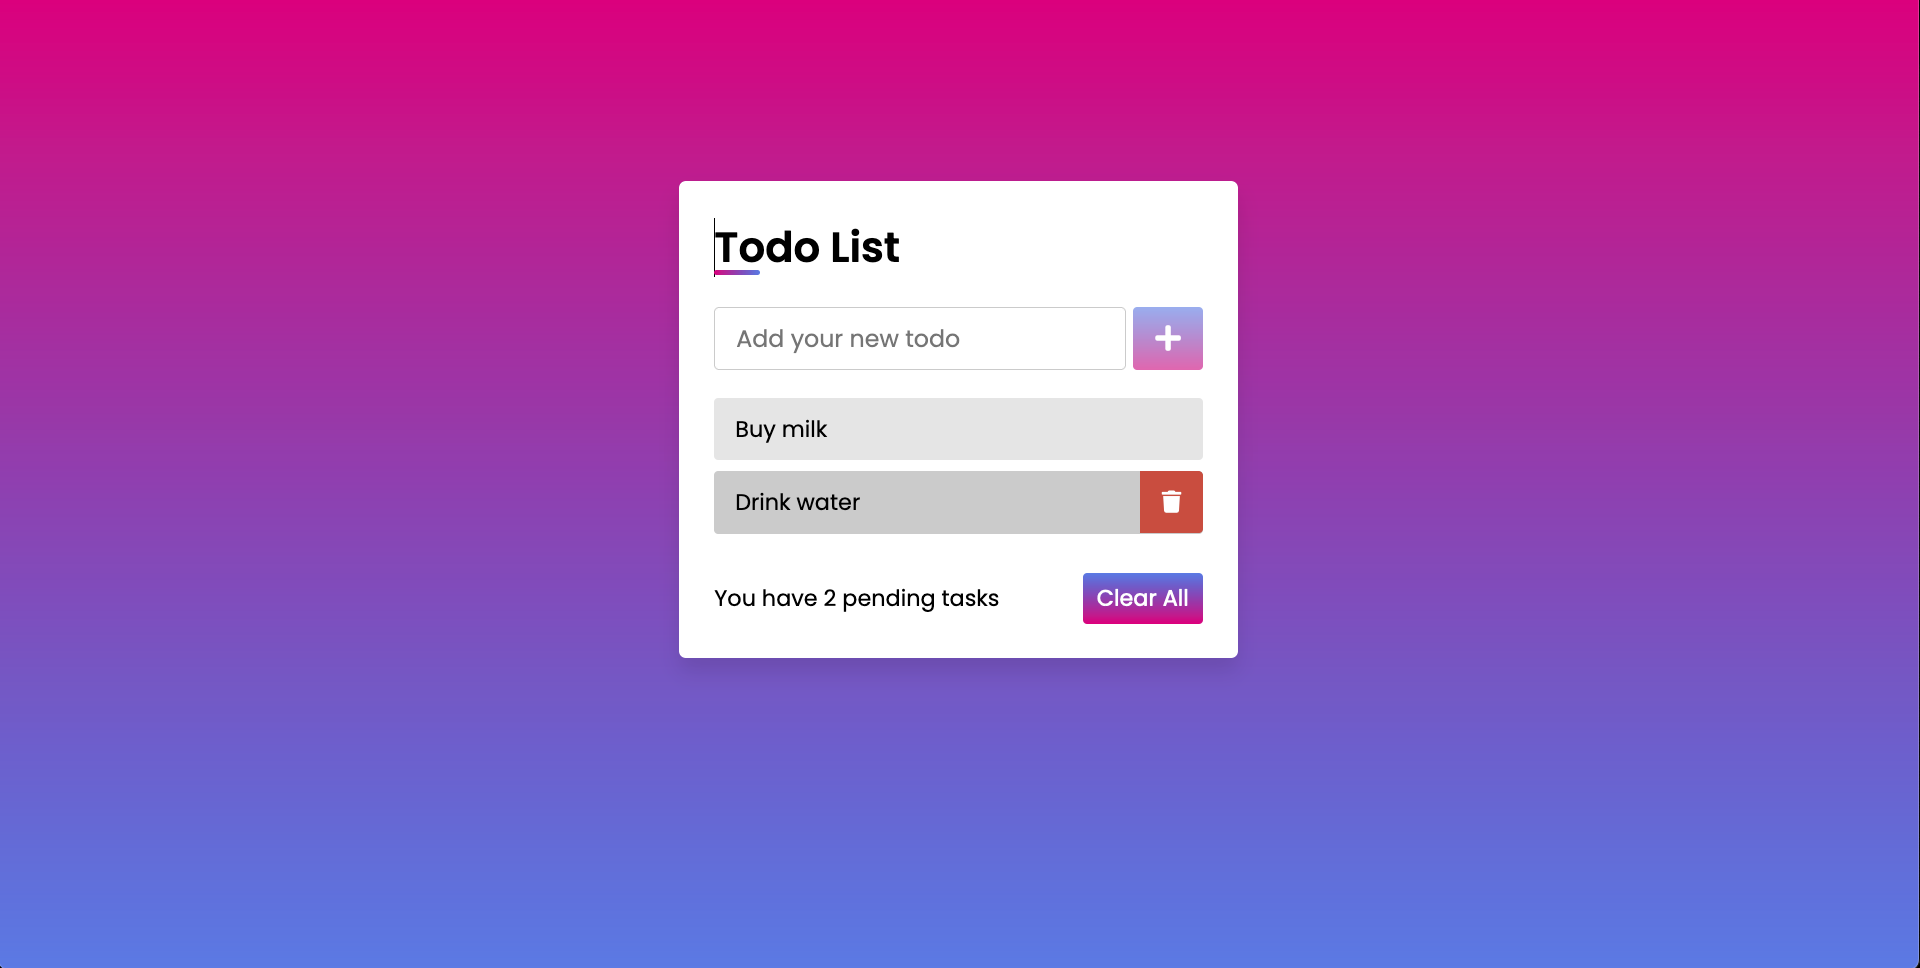 Todo List
Add your new todo
Buy milk
Drink water
You have 2 pending tasks
Clear All